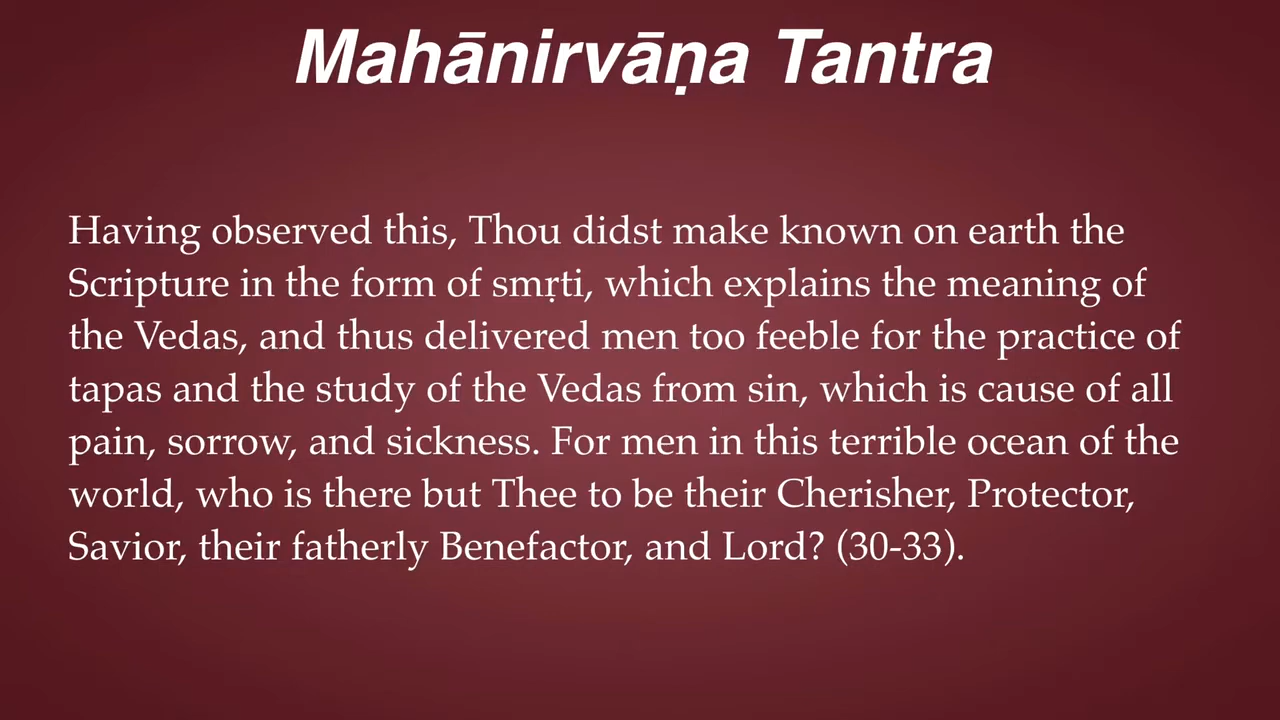 Mahānirvāṇa Tantra
Having observed this, Thou didst make known on earth the
Scripture in the form of smṛti, which explains the meaning of
the Vedas, and thus delivered men too feeble for the practice of
tapas and the study of the Vedas from sin, which is cause of all
pain, sorrow, and sickness. For men in this terrible ocean of the
world, who is there but Thee to be their Cherisher, Protector,
Savior, their fatherly Benefactor, and Lord? (30-33).